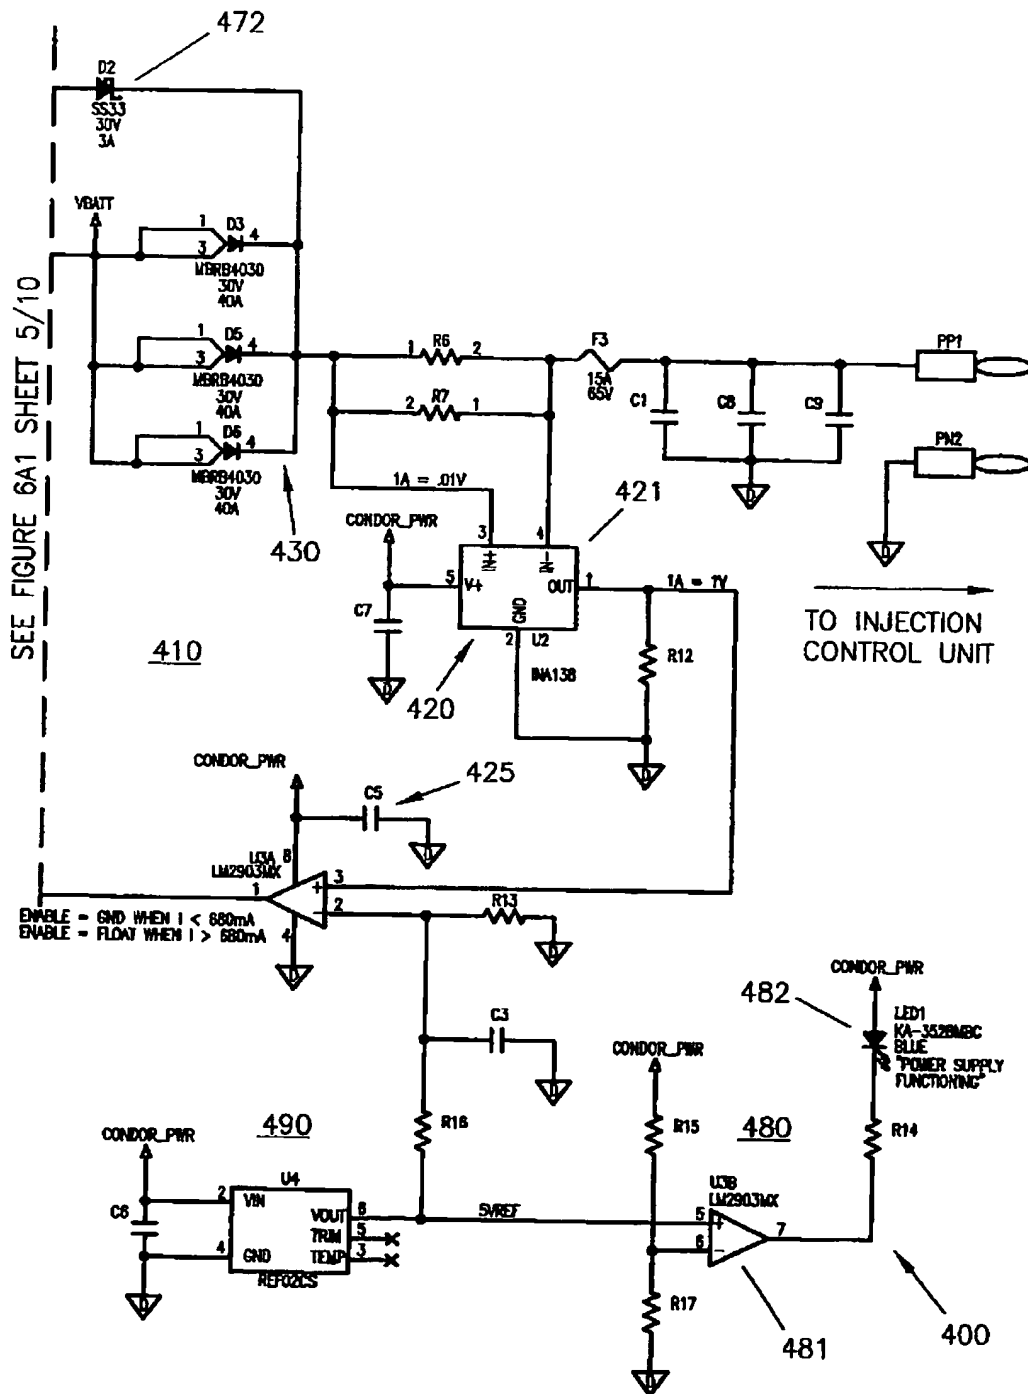 472
D2
SS33
30V
3A
VBATT
1
D3
4
3
MBRB4030
30V
40A
1
D5
4
3
MBRB4030
30V
40A
1
D6
4
3
MBRB4030
30V
40A
430
SEE FIGURE 6A1 SHEET 5/10
410
1
R6
2
2
R7
1
1A = .01V
F3
15A
65V
C1
C8
C9
PP1
PN2
D
D
TO INJECTION
CONTROL UNIT
421
CONDOR_PWR
3
4
IN+
IN-
5
V+
OUT
1
1A = 1V
GND
2
U2
INA138
C7
D
420
R12
D
CONDOR_PWR
C5
425
D
8
U3A
LM2903MX
1
+
3
-
2
4
D
ENABLE = GND WHEN I < 680mA
ENABLE = FLOAT WHEN I > 680mA
R13
D
C3
D
R16
490
CONDOR_PWR
C6
D
U4
2
VIN
VOUT
6
TRIM
5
4
GND
TEMP
3
REF02CS
5VREF
CONDOR_PWR
R15
480
U3B
LM2903MX
5
+
6
-
7
R17
D
481
482
CONDOR_PWR
LED1
KA-3528MBC
BLUE
"POWER SUPPLY
FUNCTIONING"
R14
400